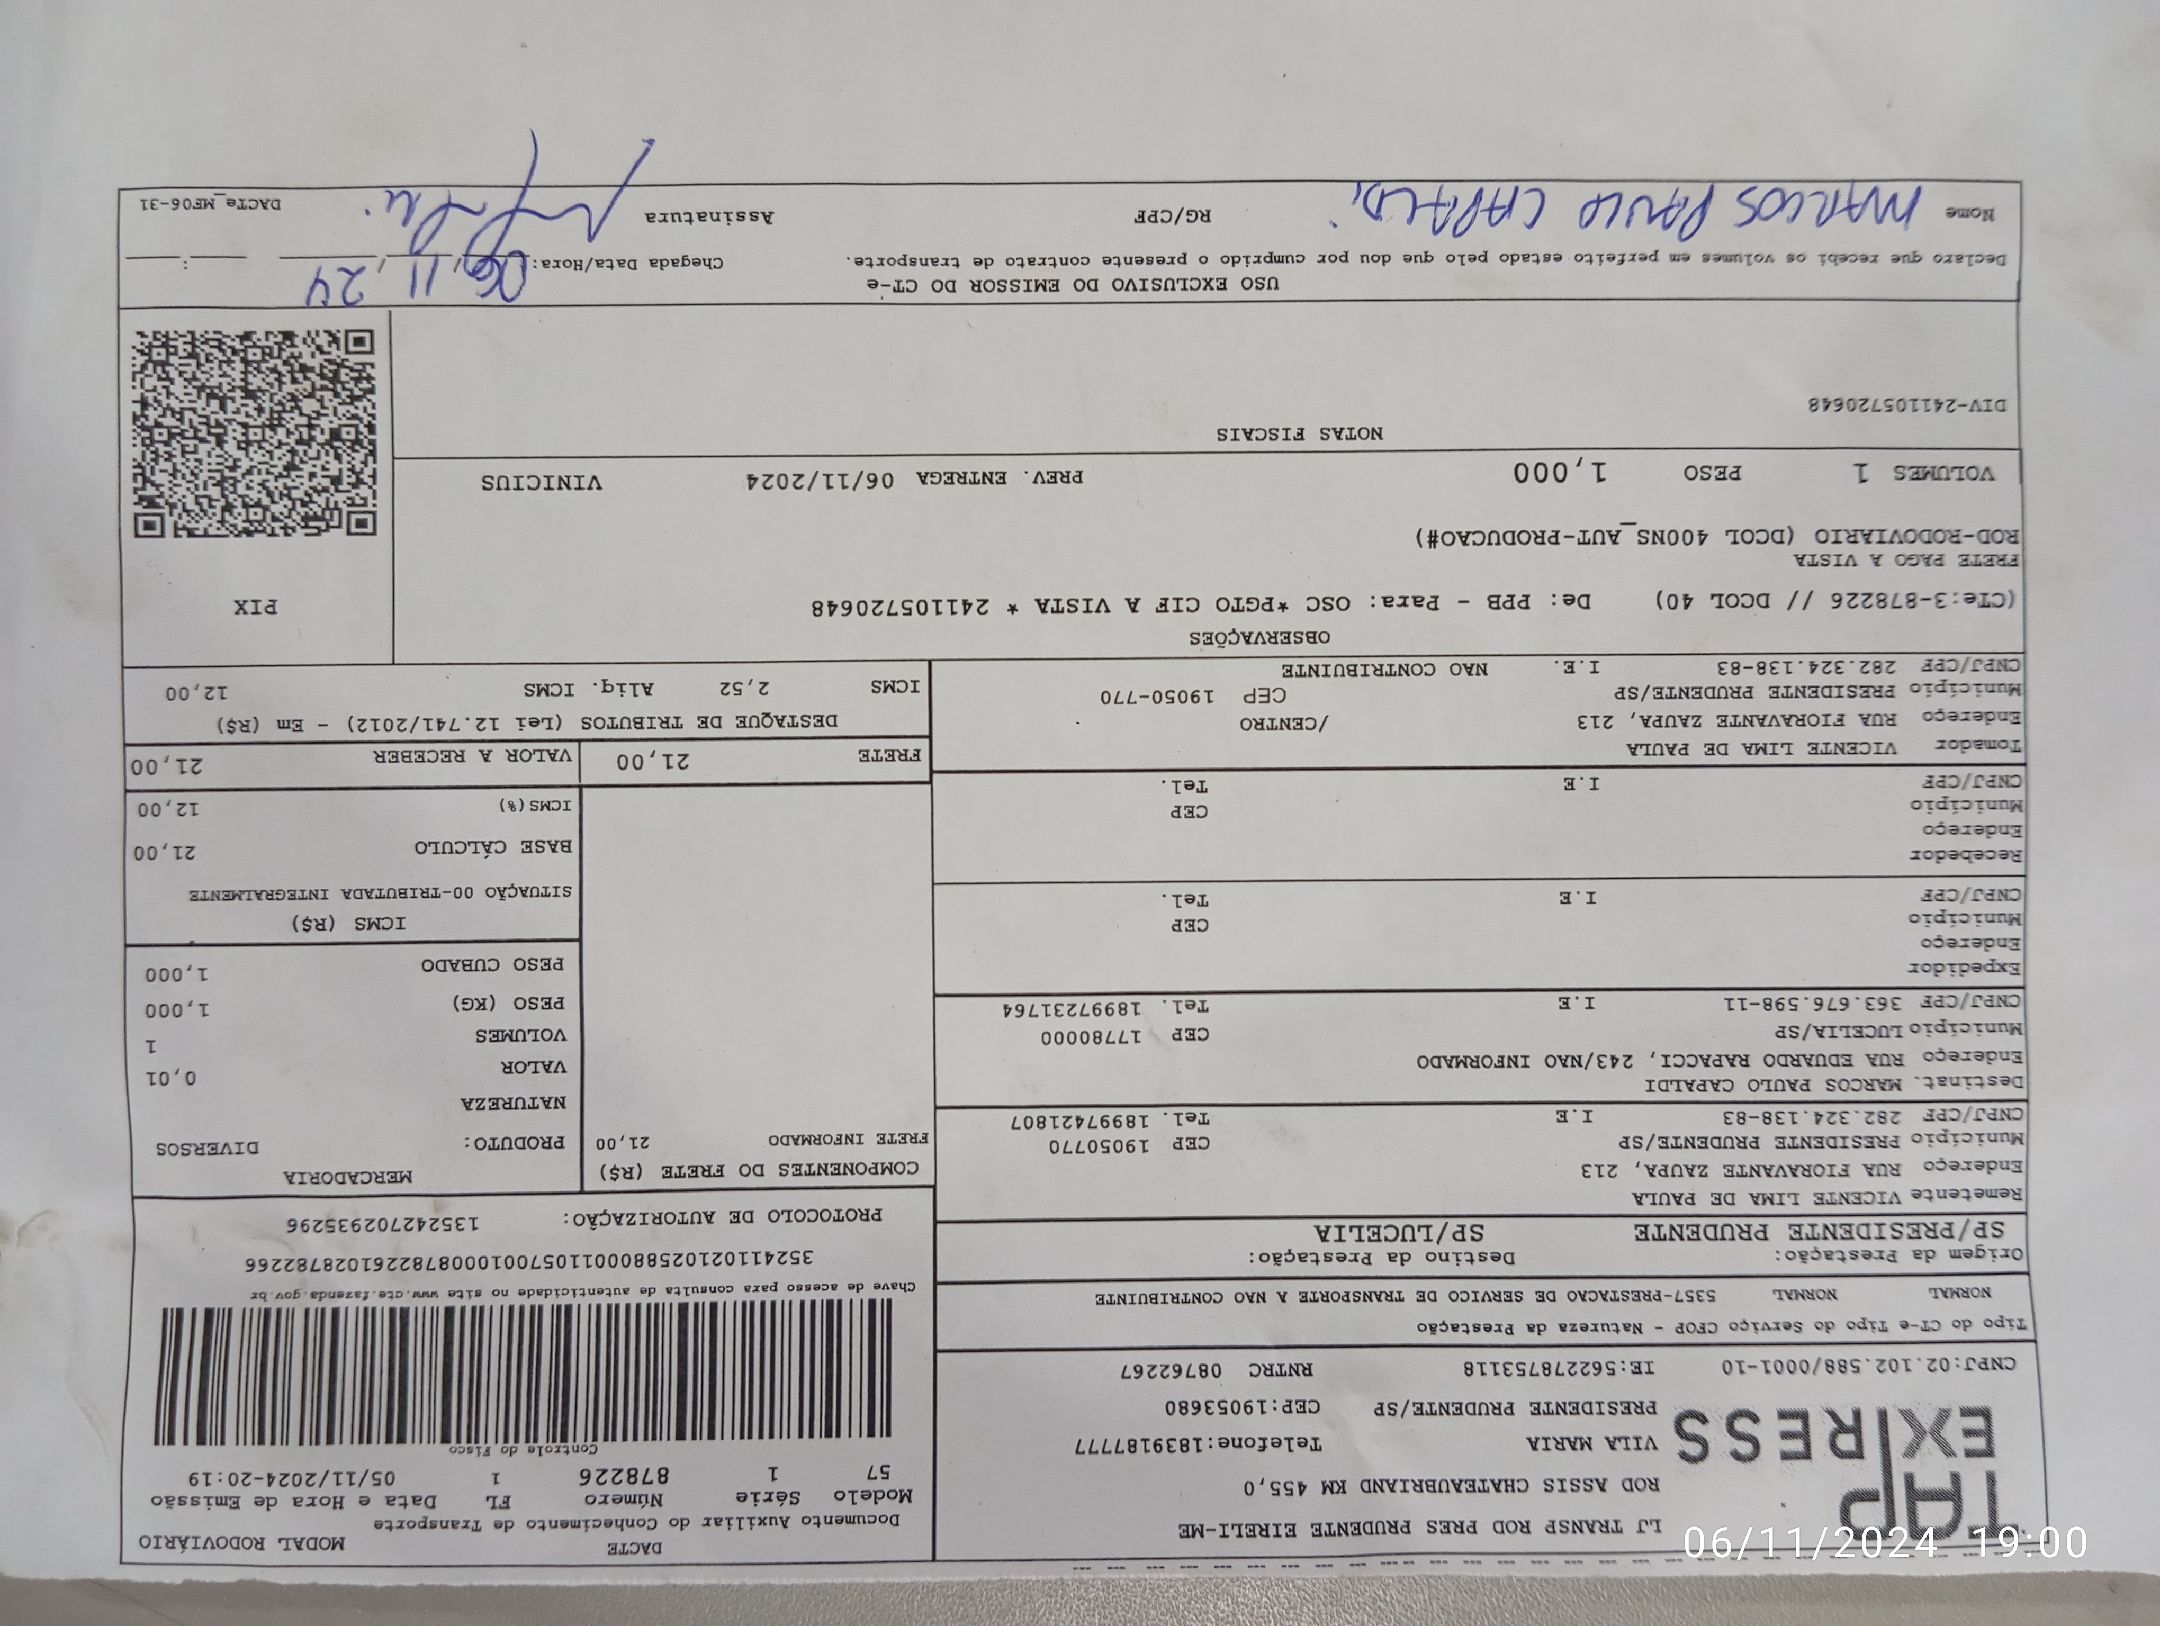 TAP
EXPRESS
LJ TRANSP ROD PRES PRUDENTE EIRELI-ME
ROD ASSIS CHATEAUBRIAND KM 455,0
VILA MARIA Telefone:1839187777
PRESIDENTE PRUDENTE/SP CEP:19053680
CNPJ:02.102.588/0001-10 IE:562278753118 RNTRC 08762267
DACTE MODAL RODOVIÁRIO
Documento Auxiliar do Conhecimento de Transporte
Modelo Série Número FL Data e Hora de Emissão
57 1 878226 1 05/11/2024-20:19
Controle do Fisco
Chave de acesso para consulta de autenticidade no site www.cte.fazenda.gov.br
35241102102588000110570010008782261028782266
PROTOCOLO DE AUTORIZAÇÃO: 135242702935296
Tipo do CT-e Tipo do Serviço CFOP - Natureza da Prestação
NORMAL NORMAL 5357-PRESTACAO DE SERVICO DE TRANSPORTE A NAO CONTRIBUINTE
Origem da Prestação: Destino da Prestação:
SP/PRESIDENTE PRUDENTE SP/LUCELIA
Remetente VICENTE LIMA DE PAULA
Endereço RUA FIORAVANTE ZAUPA, 213
Município PRESIDENTE PRUDENTE/SP CEP 19050770
CNPJ/CPF 282.324.138-83 I.E Tel. 18997421807
Destinat. MARCOS PAULO CAPALDI
Endereço RUA EDUARDO RAPACCI, 243/NAO INFORMADO
Município LUCELIA/SP CEP 17780000
CNPJ/CPF 363.676.598-11 I.E Tel. 18997231764
Expedidor
Endereço
Município CEP
CNPJ/CPF I.E Tel.
Recebedor
Endereço
Município CEP
CNPJ/CPF I.E Tel.
Tomador VICENTE LIMA DE PAULA
Endereço RUA FIORAVANTE ZAUPA, 213 /CENTRO
Município PRESIDENTE PRUDENTE/SP CEP 19050-770
CNPJ/CPF 282.324.138-83 I.E. NAO CONTRIBUINTE
COMPONENTES DO FRETE (R$)
FRETE INFORMADO 21,00
MERCADORIA
PRODUTO: DIVERSOS
NATUREZA
VALOR 0,01
VOLUMES 1
PESO (KG) 1,000
PESO CUBADO 1,000
ICMS (R$)
SITUAÇÃO 00-TRIBUTADA INTEGRALMENTE
BASE CÁLCULO 21,00
ICMS(%) 12,00
FRETE 21,00 VALOR A RECEBER 21,00
DESTAQUE DE TRIBUTOS (Lei 12.741/2012) - Em (R$)
ICMS 2,52 Aliq. ICMS 12,00
OBSERVAÇÕES
(CTe:3-878226 // DCOL 40) De: PPB - Para: OSC *PGTO CIF A VISTA * 241105720648
FRETE PAGO A VISTA
ROD-RODOVIARIO (DCOL 400NS_AUT-PRODUCAO#)
VOLUMES 1 PESO 1,000 PREV. ENTREGA 06/11/2024 VINICIUS
PIX
NOTAS FISCAIS
DIV-241105720648
USO EXCLUSIVO DO EMISSOR DO CT-e
Declaro que recebi os volumes em perfeito estado pelo que dou por cumprido o presente contrato de transporte. Chegada Data/Hora: 06, 11, 24 :
Nome MARCOS PAULO CAPALDI RG/CPF Assinatura
DACTe_MF06-31
06/11/2024 19:00